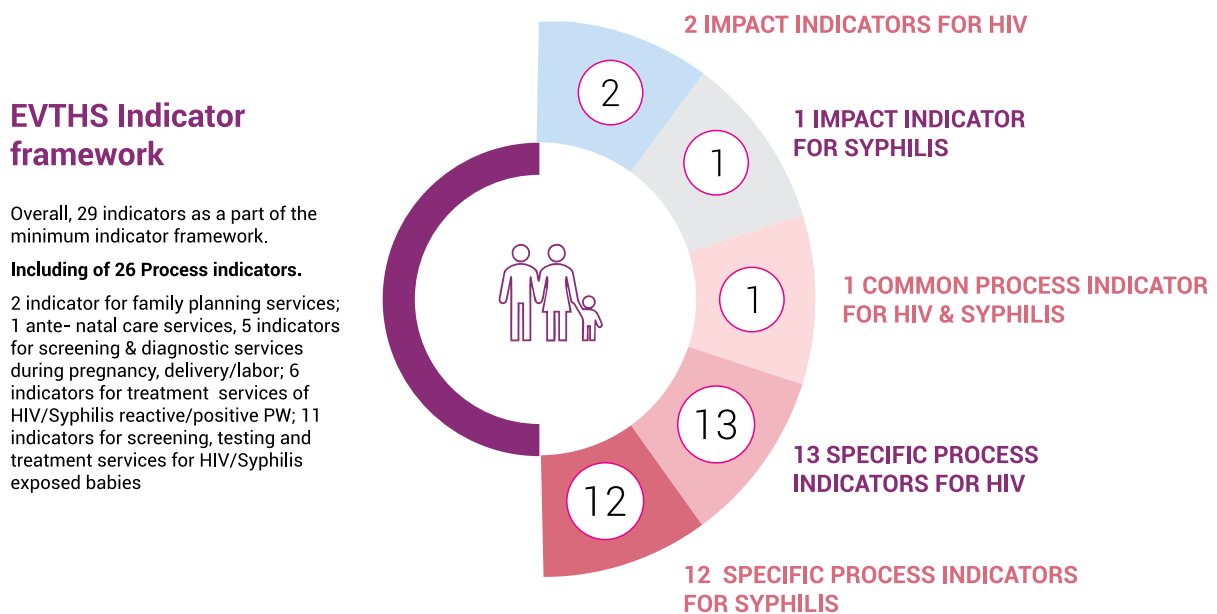 EVTHS Indicator
framework
Overall, 29 indicators as a part of the
minimum indicator framework.
Including of 26 Process indicators.
2 indicator for family planning services;
1 ante- natal care services, 5 indicators
for screening & diagnostic services
during pregnancy, delivery/labor; 6
indicators for treatment services of
HIV/Syphilis reactive/positive PW; 11
indicators for screening, testing and
treatment services for HIV/Syphilis
exposed babies
2
2 IMPACT INDICATORS FOR HIV
1
1 IMPACT INDICATOR
FOR SYPHILIS
1
1 COMMON PROCESS INDICATOR
FOR HIV & SYPHILIS
13
13 SPECIFIC PROCESS
INDICATORS FOR HIV
12
12 SPECIFIC PROCESS INDICATORS
FOR SYPHILIS